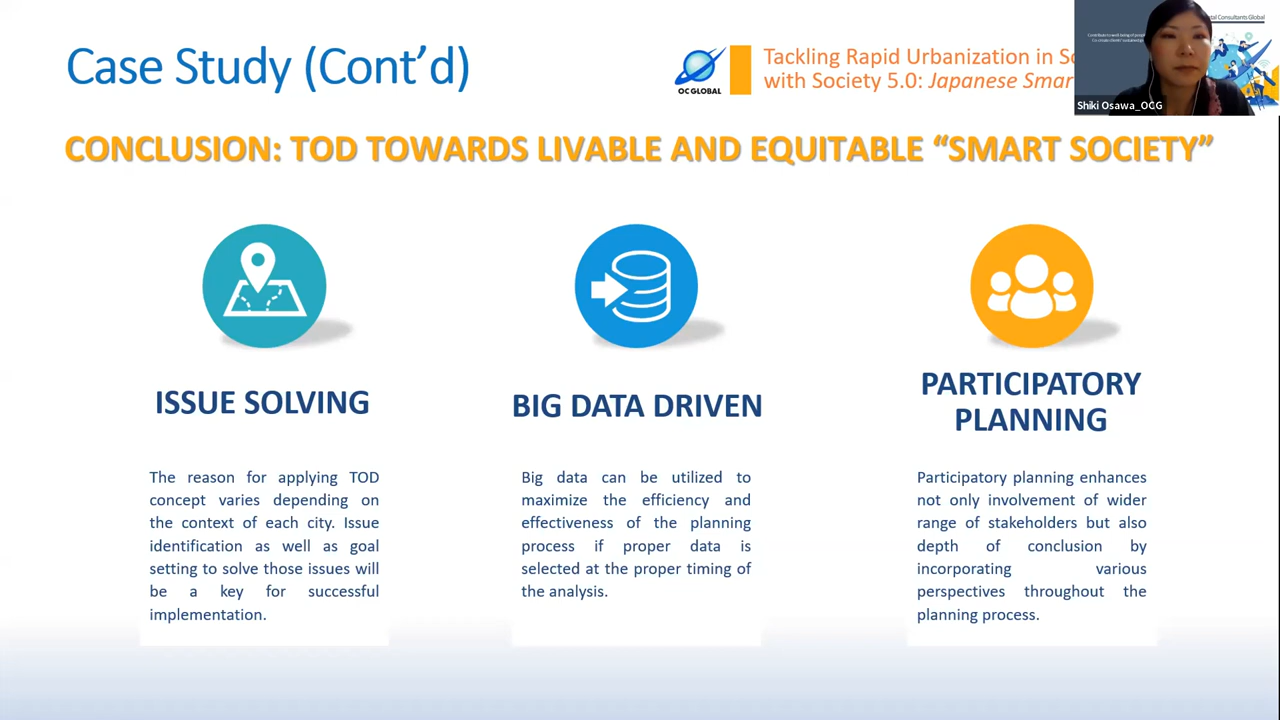 Case Study (Cont’d)
OC GLOBAL
Tackling Rapid Urbanization in
with Society 5.0: Japanese Smar
Consultants Global
Shiki Osawa_OCG
CONCLUSION: TOD TOWARDS LIVABLE AND EQUITABLE “SMART SOCIETY”
ISSUE SOLVING
The reason for applying TOD
concept varies depending on
the context of each city. Issue
identification as well as goal
setting to solve those issues will
be a key for successful
implementation.
BIG DATA DRIVEN
Big data can be utilized to
maximize the efficiency and
effectiveness of the planning
process if proper data is
selected at the proper timing of
the analysis.
PARTICIPATORY
PLANNING
Participatory planning enhances
not only involvement of wider
range of stakeholders but also
depth of conclusion by
incorporating various
perspectives throughout the
planning process.